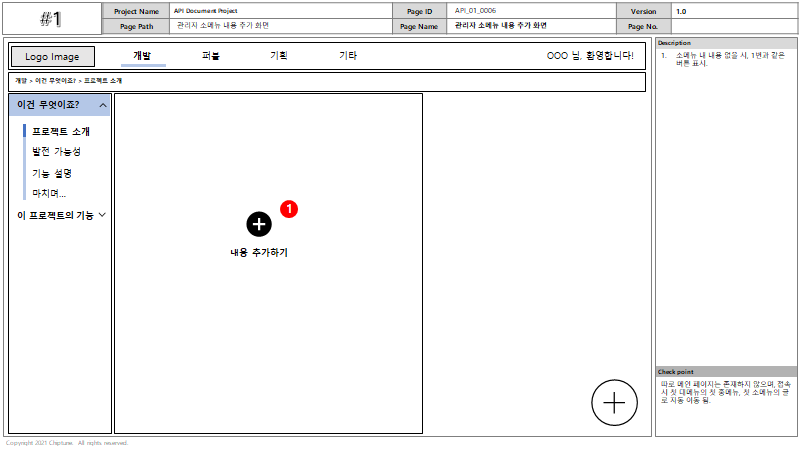 #1
Project Name
API Document Project
Page ID
API_01_0006
Version
1.0
Page Path
관리자 소메뉴 내용 추가 화면
Page Name
관리자 소메뉴 내용 추가 화면
Page No.
Logo Image
개발
퍼블
기획
기타
OOO 님, 환영합니다!
개발 > 이건 무엇이죠? > 프로젝트 소개
이건 무엇이죠?
프로젝트 소개
발전 가능성
기능 설명
마치며...
이 프로젝트의 기능
1
내용 추가하기
Description
1. 소메뉴 내 내용 없을 시, 1번과 같은
버튼 표시.
Check point
따로 메인 페이지는 존재하지 않으며, 접속
시 첫 대메뉴의 첫 중메뉴, 첫 소메뉴의 글
로 자동 이동 됨.
Copyright 2021 Chiptune. All rights reserved.